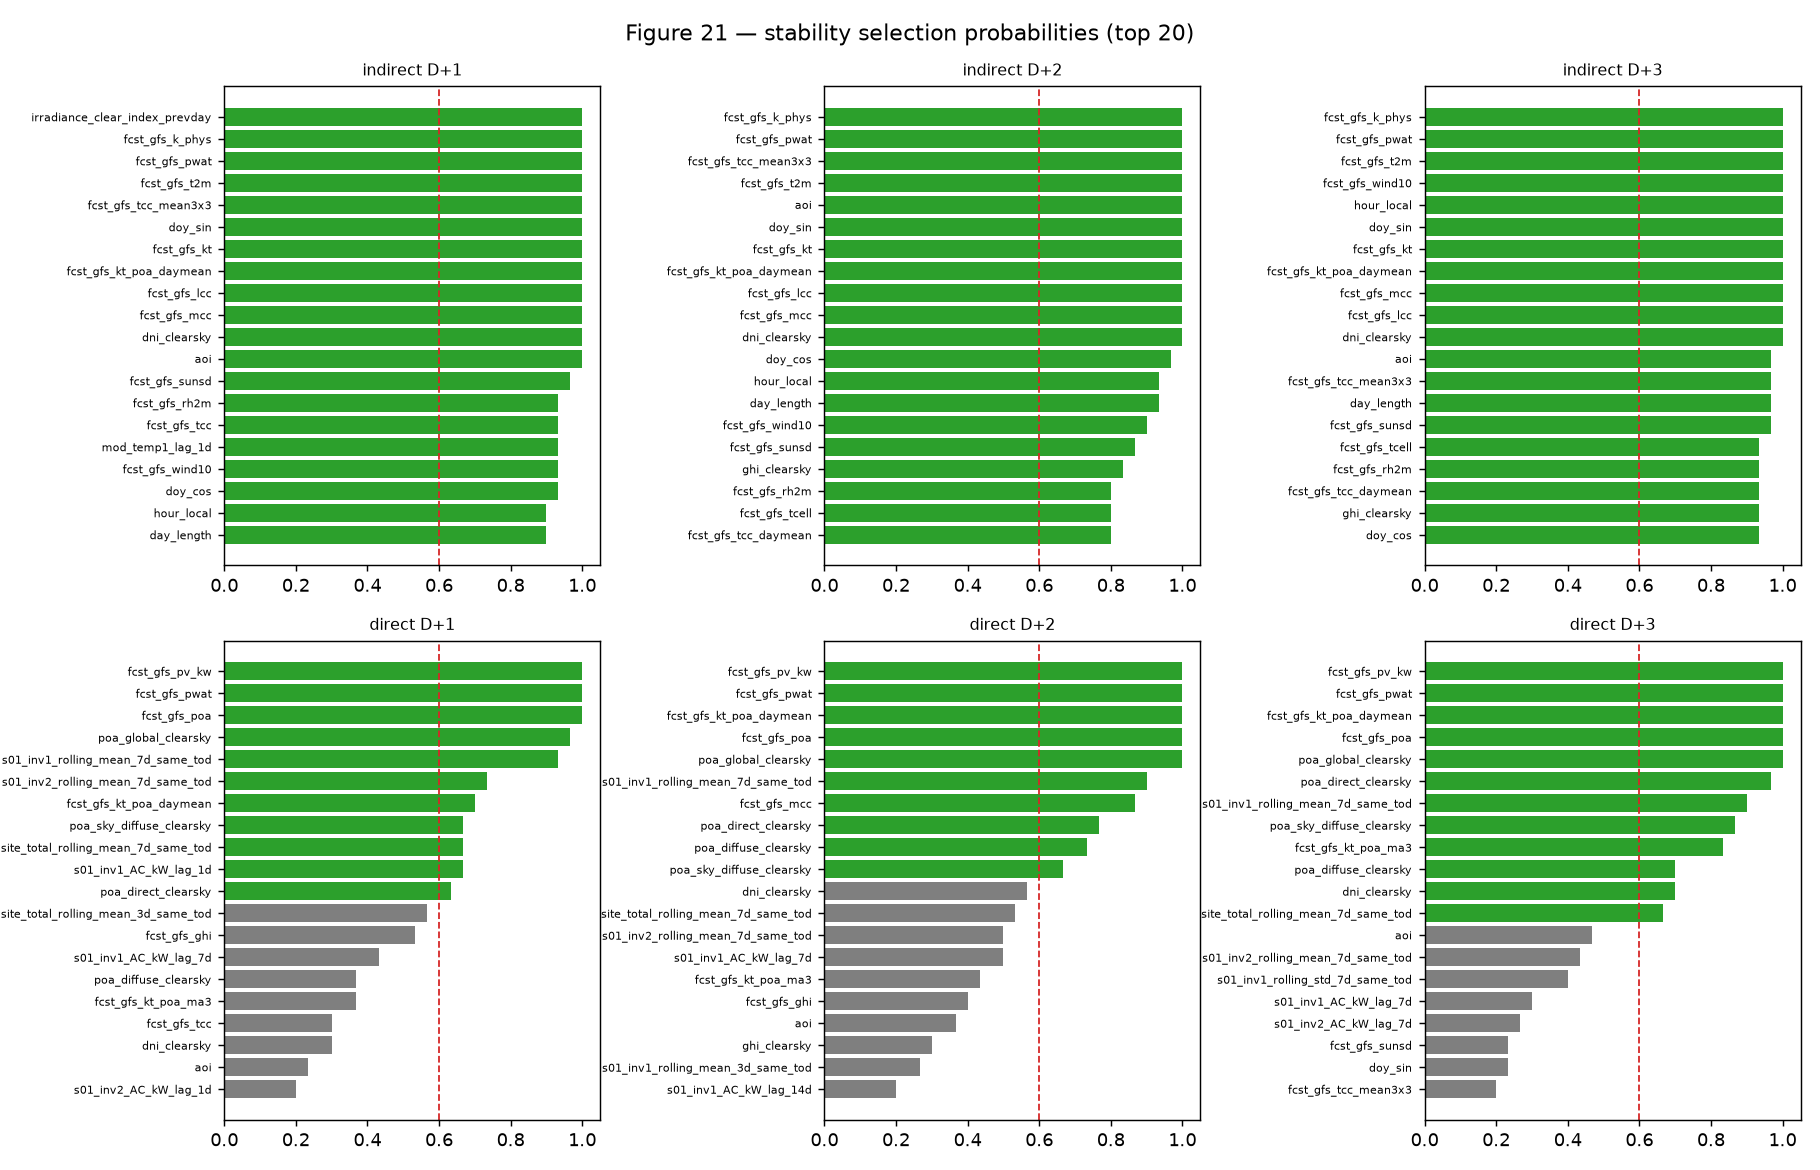 Figure 21 — stability selection probabilities (top 20)
indirect D+1
irradiance_clear_index_prevday
fcst_gfs_k_phys
fcst_gfs_pwat
fcst_gfs_t2m
fcst_gfs_tcc_mean3x3
doy_sin
fcst_gfs_kt
fcst_gfs_kt_poa_daymean
fcst_gfs_lcc
fcst_gfs_mcc
dni_clearsky
aoi
fcst_gfs_sunsd
fcst_gfs_rh2m
fcst_gfs_tcc
mod_temp1_lag_1d
fcst_gfs_wind10
doy_cos
hour_local
day_length
0.0 0.2 0.4 0.6 0.8 1.0
indirect D+2
fcst_gfs_k_phys
fcst_gfs_pwat
fcst_gfs_tcc_mean3x3
fcst_gfs_t2m
aoi
doy_sin
fcst_gfs_kt
fcst_gfs_kt_poa_daymean
fcst_gfs_lcc
fcst_gfs_mcc
dni_clearsky
doy_cos
hour_local
day_length
fcst_gfs_wind10
fcst_gfs_sunsd
ghi_clearsky
fcst_gfs_rh2m
fcst_gfs_tcell
fcst_gfs_tcc_daymean
0.0 0.2 0.4 0.6 0.8 1.0
indirect D+3
fcst_gfs_k_phys
fcst_gfs_pwat
fcst_gfs_t2m
fcst_gfs_wind10
hour_local
doy_sin
fcst_gfs_kt
fcst_gfs_kt_poa_daymean
fcst_gfs_mcc
fcst_gfs_lcc
dni_clearsky
aoi
fcst_gfs_tcc_mean3x3
day_length
fcst_gfs_sunsd
fcst_gfs_tcell
fcst_gfs_rh2m
fcst_gfs_tcc_daymean
ghi_clearsky
doy_cos
0.0 0.2 0.4 0.6 0.8 1.0
direct D+1
fcst_gfs_pv_kw
fcst_gfs_pwat
fcst_gfs_poa
poa_global_clearsky
s01_inv1_rolling_mean_7d_same_tod
s01_inv2_rolling_mean_7d_same_tod
fcst_gfs_kt_poa_daymean
poa_sky_diffuse_clearsky
site_total_rolling_mean_7d_same_tod
s01_inv1_AC_kW_lag_1d
poa_direct_clearsky
site_total_rolling_mean_3d_same_tod
fcst_gfs_ghi
s01_inv1_AC_kW_lag_7d
poa_diffuse_clearsky
fcst_gfs_kt_poa_ma3
fcst_gfs_tcc
dni_clearsky
aoi
s01_inv2_AC_kW_lag_1d
0.0 0.2 0.4 0.6 0.8 1.0
direct D+2
fcst_gfs_pv_kw
fcst_gfs_pwat
fcst_gfs_kt_poa_daymean
fcst_gfs_poa
poa_global_clearsky
s01_inv1_rolling_mean_7d_same_tod
fcst_gfs_mcc
poa_direct_clearsky
poa_diffuse_clearsky
poa_sky_diffuse_clearsky
dni_clearsky
site_total_rolling_mean_7d_same_tod
s01_inv2_rolling_mean_7d_same_tod
s01_inv1_AC_kW_lag_7d
fcst_gfs_kt_poa_ma3
fcst_gfs_ghi
aoi
ghi_clearsky
s01_inv1_rolling_mean_3d_same_tod
s01_inv1_AC_kW_lag_14d
0.0 0.2 0.4 0.6 0.8 1.0
direct D+3
fcst_gfs_pv_kw
fcst_gfs_pwat
fcst_gfs_kt_poa_daymean
fcst_gfs_poa
poa_global_clearsky
poa_direct_clearsky
s01_inv1_rolling_mean_7d_same_tod
poa_sky_diffuse_clearsky
fcst_gfs_kt_poa_ma3
poa_diffuse_clearsky
dni_clearsky
site_total_rolling_mean_7d_same_tod
aoi
s01_inv2_rolling_mean_7d_same_tod
s01_inv1_rolling_std_7d_same_tod
s01_inv1_AC_kW_lag_7d
s01_inv2_AC_kW_lag_7d
fcst_gfs_sunsd
doy_sin
fcst_gfs_tcc_mean3x3
0.0 0.2 0.4 0.6 0.8 1.0